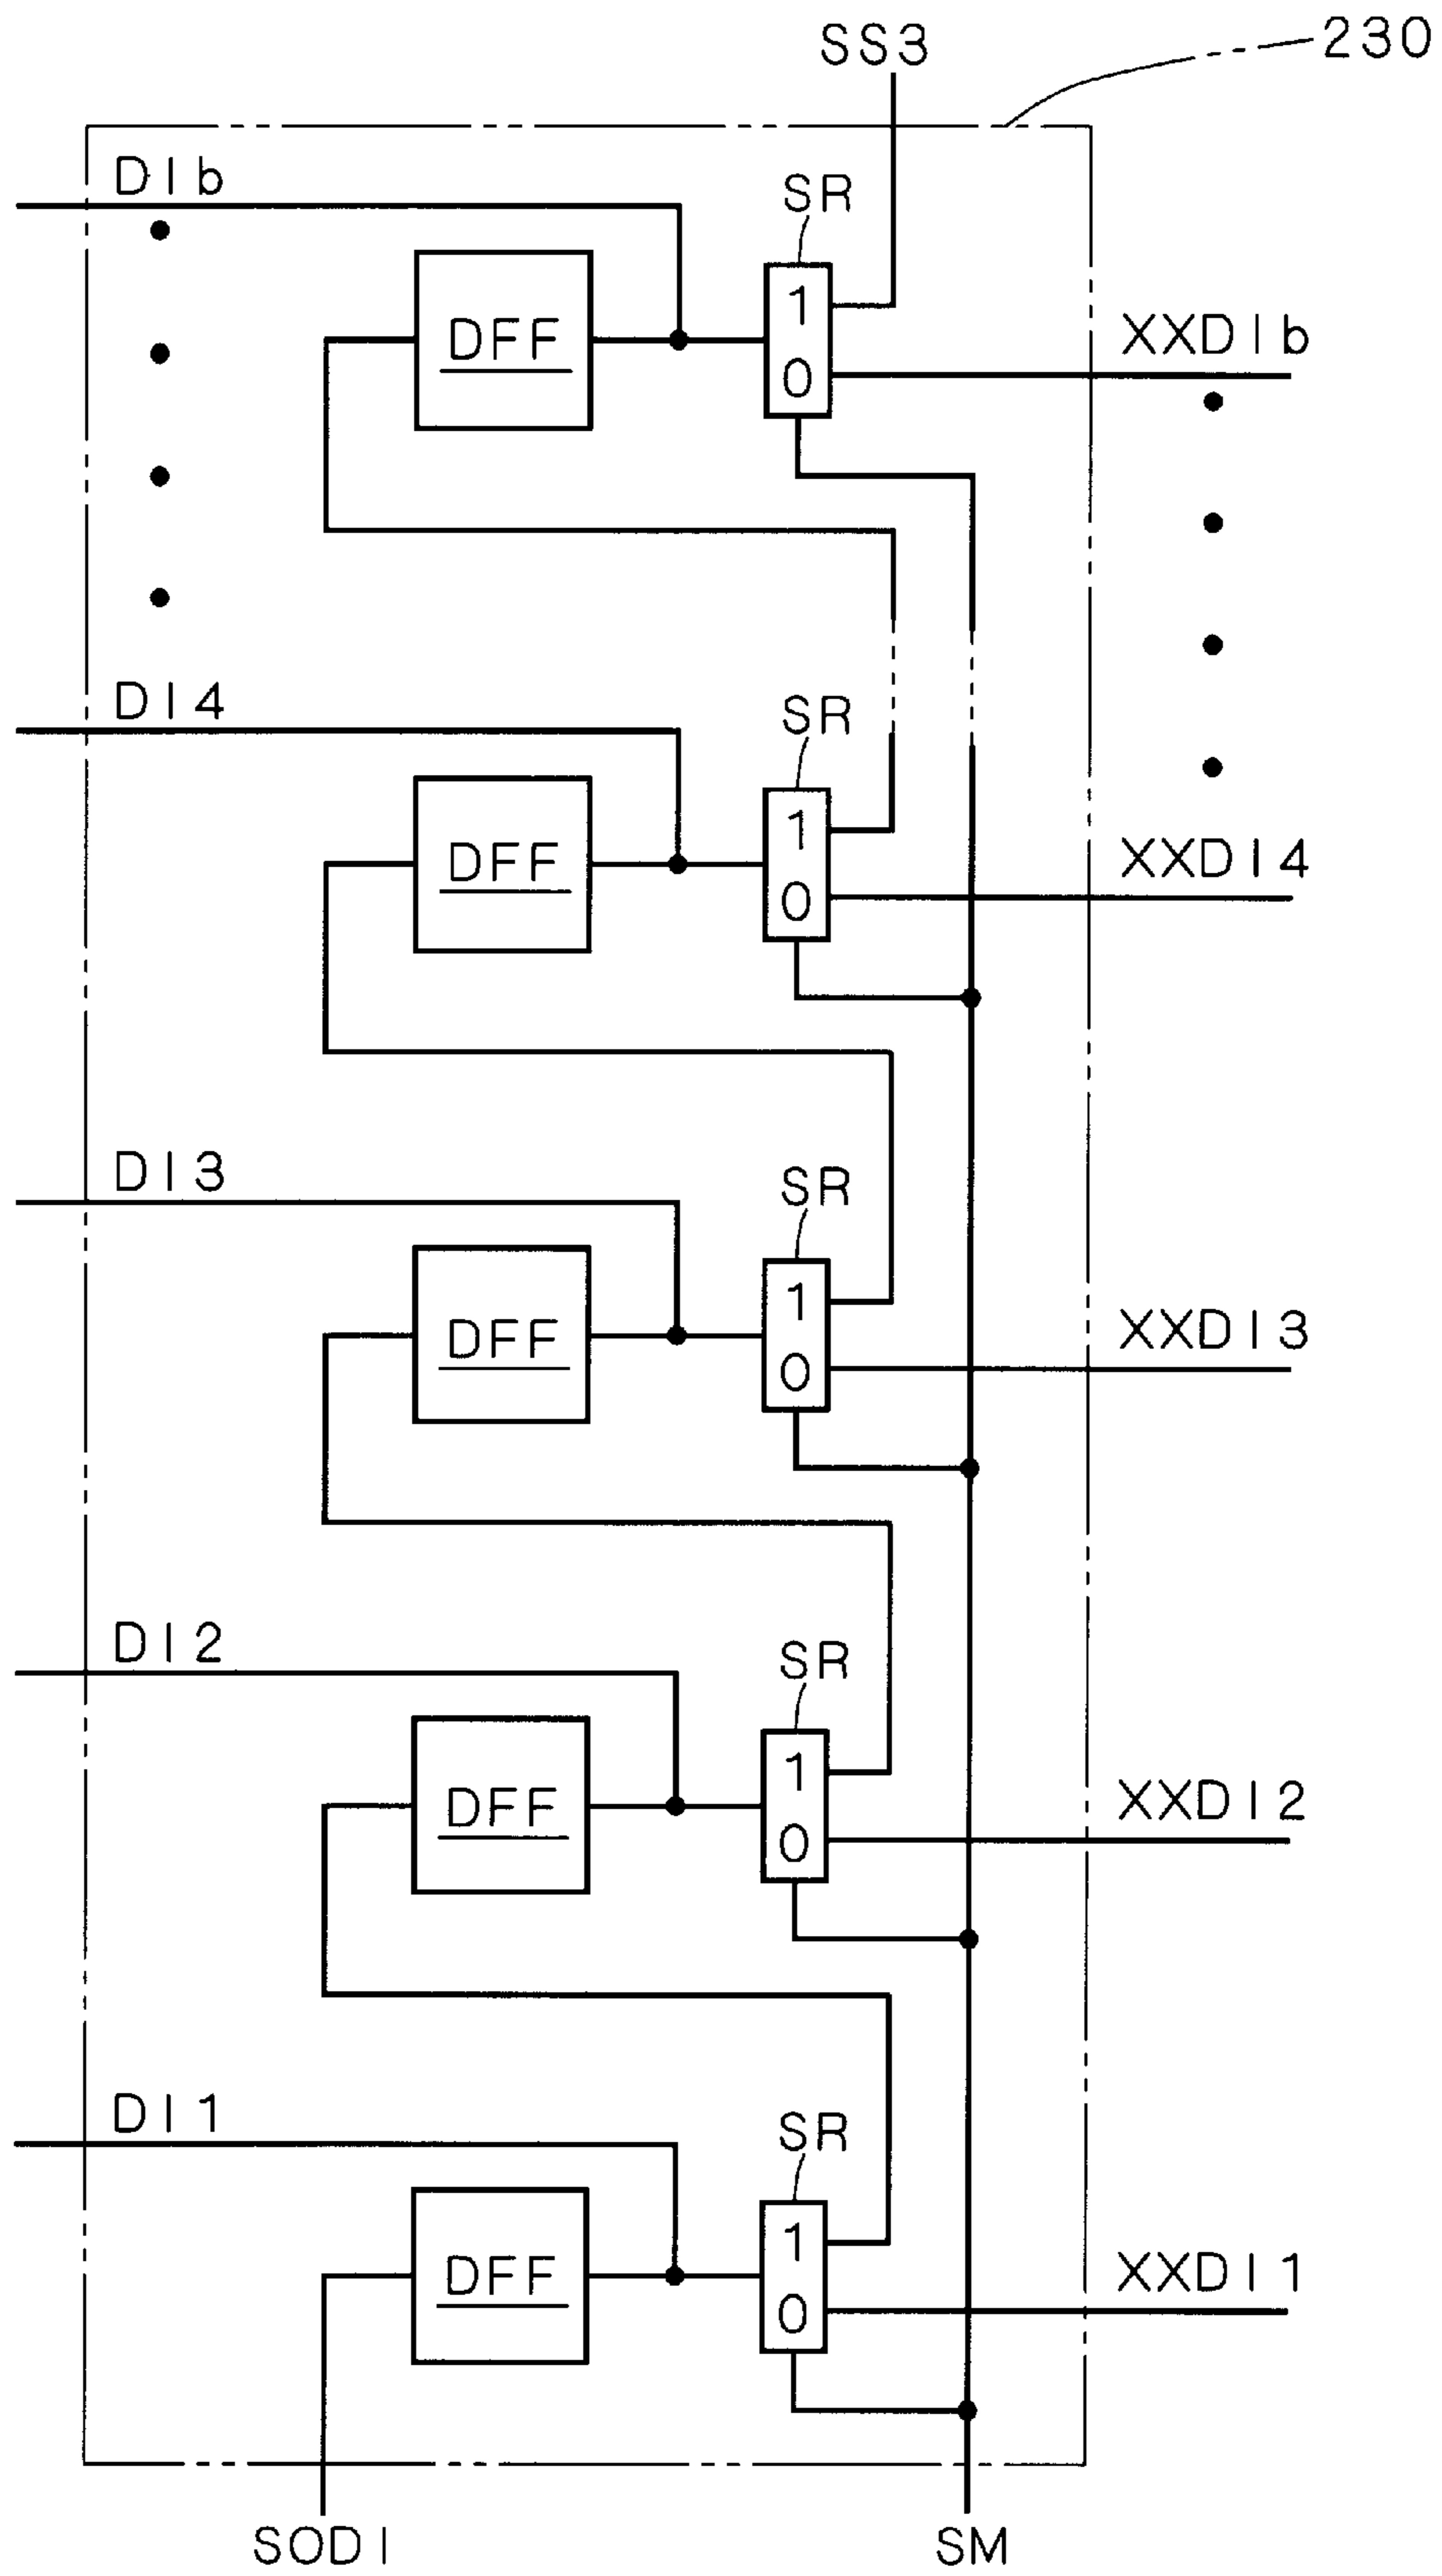 SS3
230
DIb
SR
DFF
1
0
XXDIb
DI4
SR
DFF
1
0
XXDI4
DI3
SR
DFF
1
0
XXDI3
DI2
SR
DFF
1
0
XXDI2
DI1
SR
DFF
1
0
XXDI1
SODI
SM